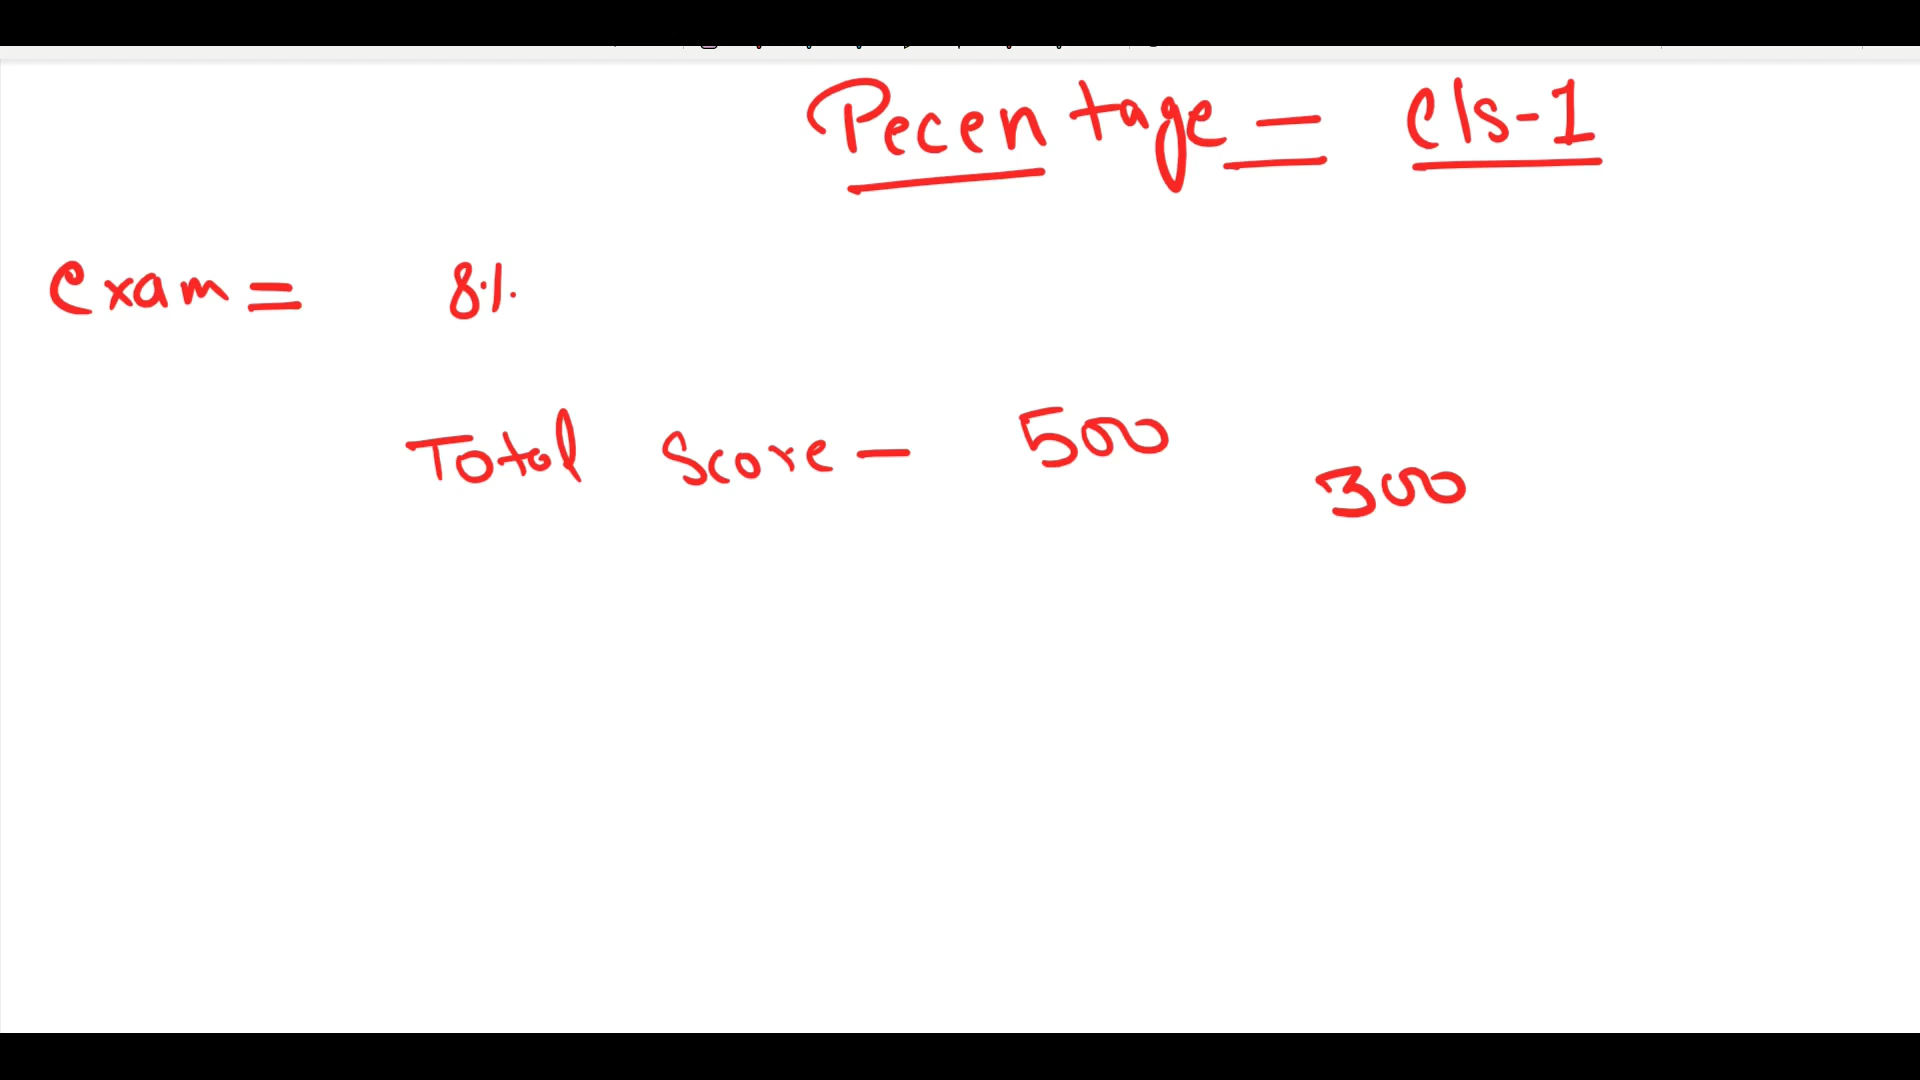 Pecentage = cls-1
exam = 8%
Total Score - 500
300